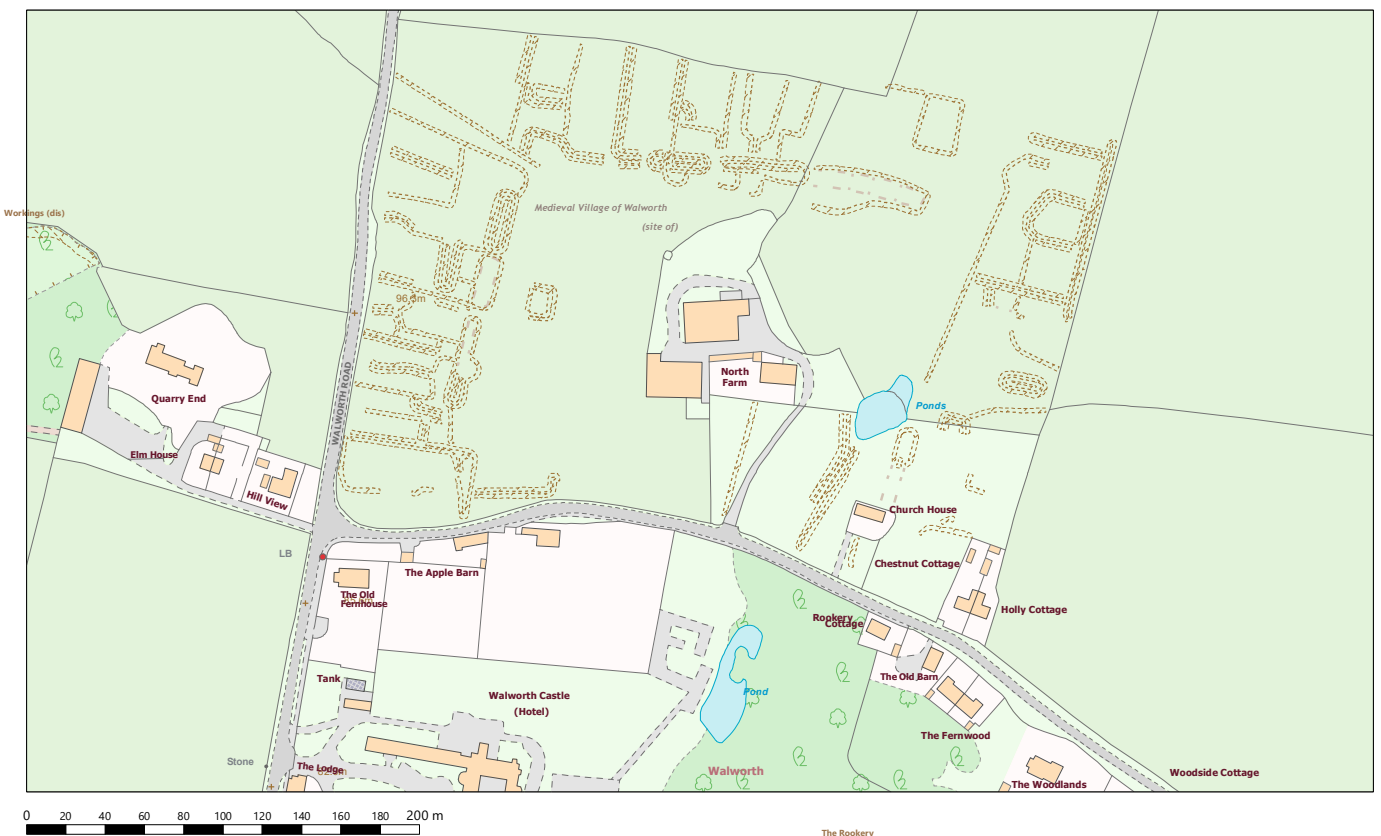 Medieval Village of Walworth
(site of)
Workings (dis)
WALWORTH ROAD
North
Farm
Quarry End
Ponds
Elm House
Hill View
Church House
LB
The Apple Barn
Chestnut Cottage
The Old
Fernhouse
Holly Cottage
Rookery
Cottage
Tank
The Old Barn
Walworth Castle
(Hotel)
Pond
The Fernwood
Stone
The Lodge
Walworth
Woodside Cottage
The Woodlands
0 20 40 60 80 100 120 140 160 180 200 m
The Rookery